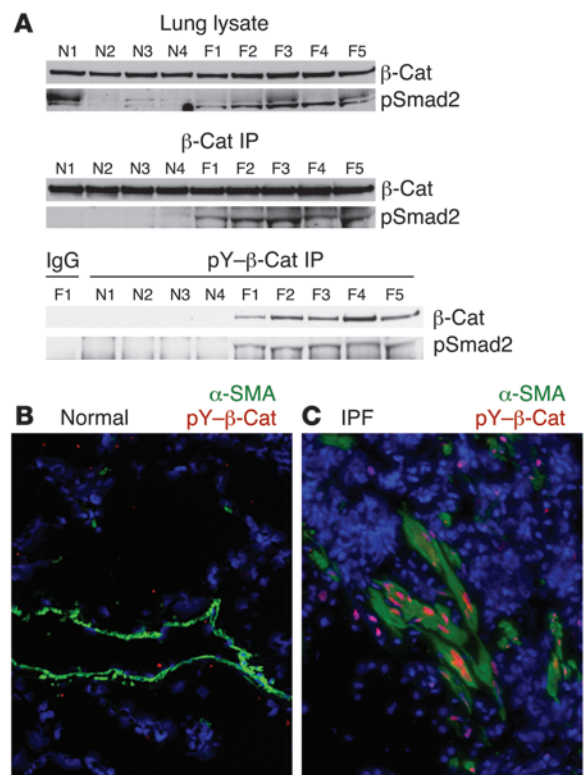 A
Lung lysate
N1 N2 N3 N4 F1 F2 F3 F4 F5
β-Cat
pSmad2
β-Cat IP
N1 N2 N3 N4 F1 F2 F3 F4 F5
β-Cat
pSmad2
IgG pY–β-Cat IP
F1 N1 N2 N3 N4 F1 F2 F3 F4 F5
β-Cat
pSmad2
B Normal α-SMA
pY–β-Cat
C IPF α-SMA
pY–β-Cat